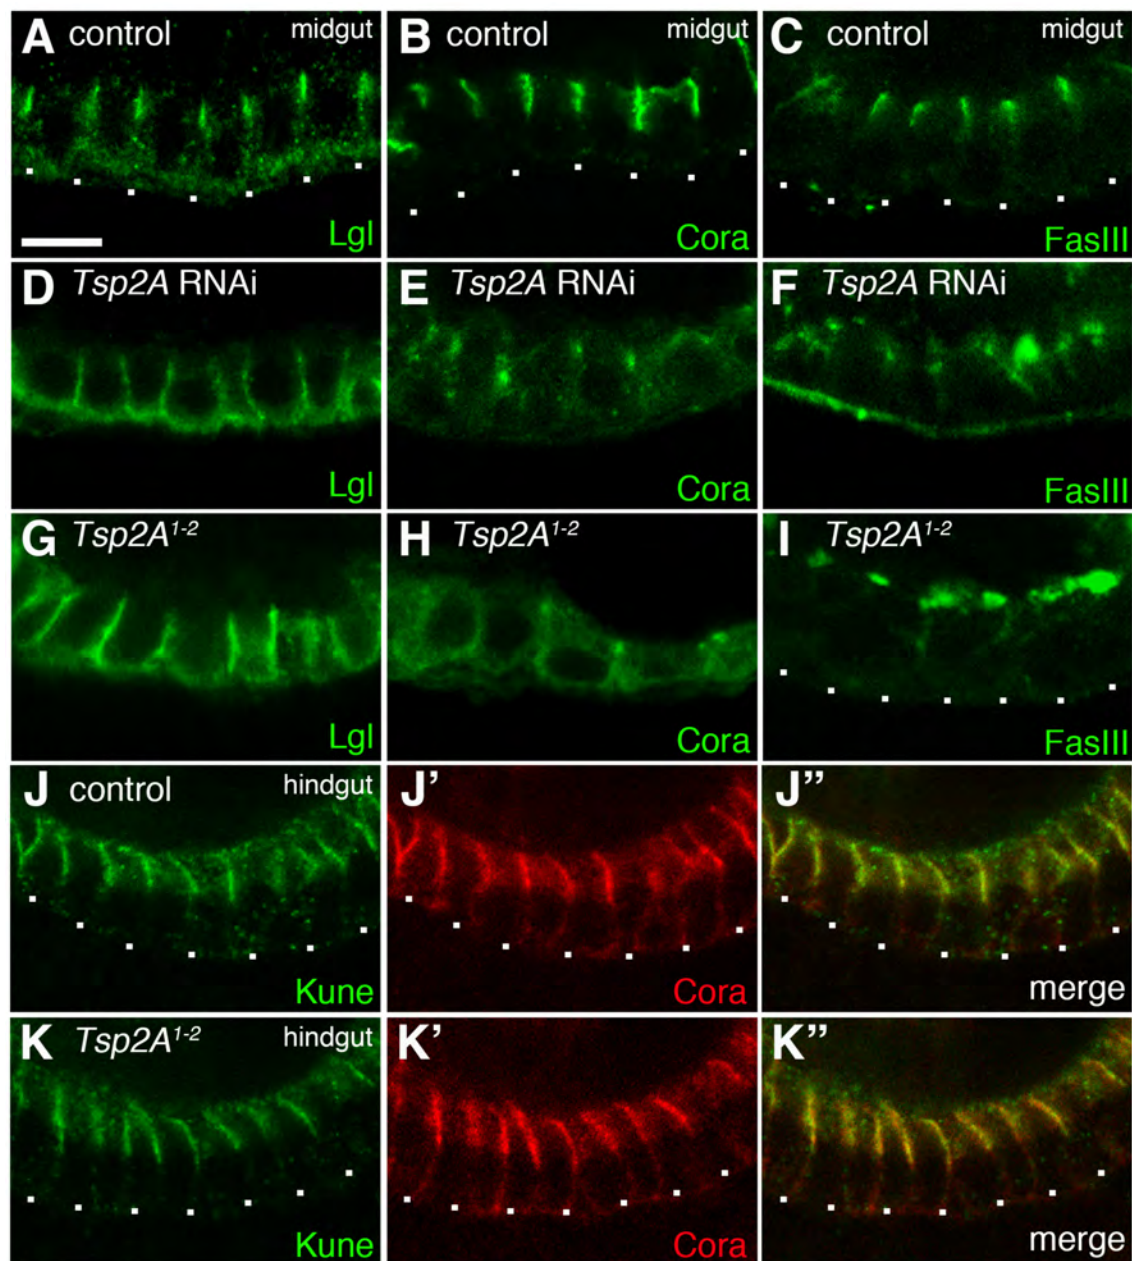 A control midgut
Lgl
B control midgut
Cora
C control midgut
FasIII
D Tsp2A RNAi
Lgl
E Tsp2A RNAi
Cora
F Tsp2A RNAi
FasIII
G Tsp2A¹⁻²
Lgl
H Tsp2A¹⁻²
Cora
I Tsp2A¹⁻²
FasIII
J control hindgut
Kune
J’
Cora
J”
merge
K Tsp2A¹⁻² hindgut
Kune
K’
Cora
K”
merge